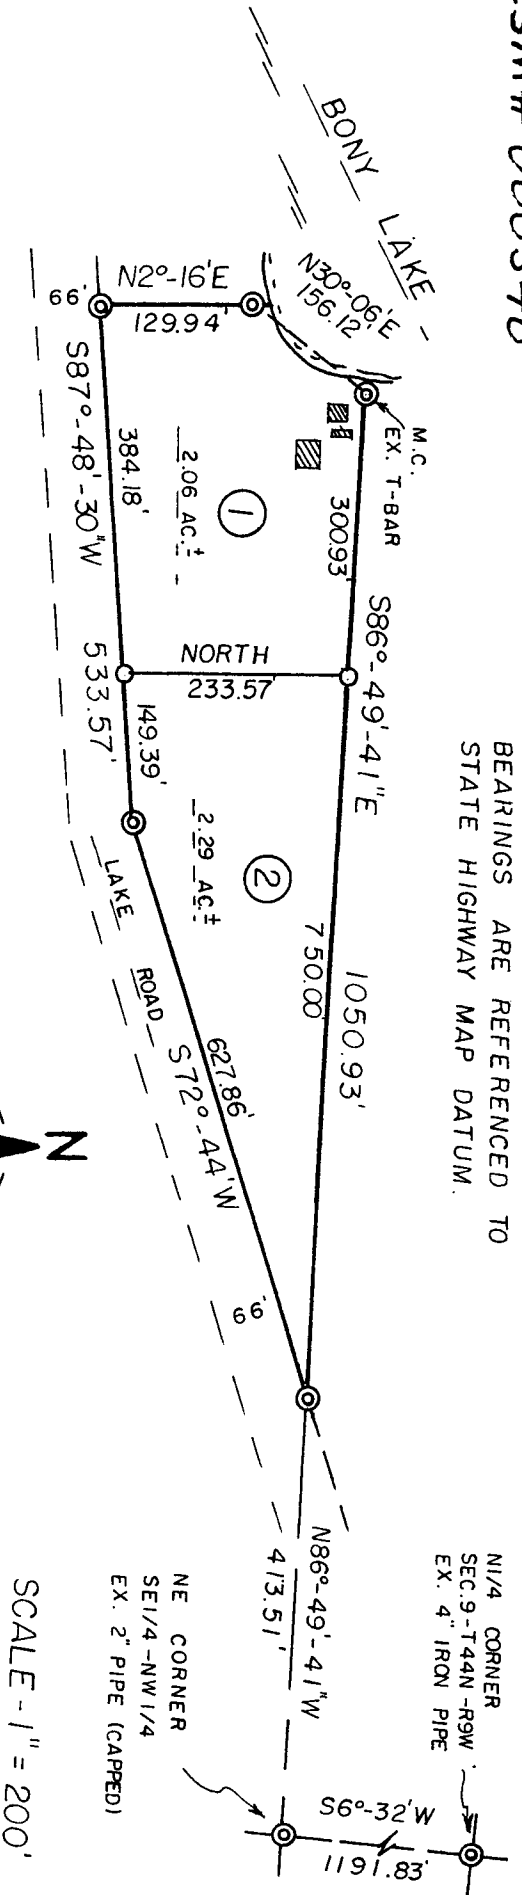 BEARINGS ARE REFERENCED TO
STATE HIGHWAY MAP DATUM.
BONY LAKE
N30°-06'E
156.12'
N2°-16'E
129.94'
66'
M.C.
EX. T-BAR
300.93'
S86°-49'-41"E
1050.93'
750.00'
1
2.06 AC.±
NORTH
233.57'
2
2.29 AC.±
384.18'
S87°-48'-30"W
533.57'
149.39'
LAKE ROAD
627.86'
S72°-44'W
66'
N86°-49'-41"W
413.51'
N1/4 CORNER
SEC.9-T44N-R9W
EX. 4" IRON PIPE
S6°-32'W
1191.83'
NE CORNER
SE1/4-NW1/4
EX. 2" PIPE (CAPPED)
N
SCALE - 1" = 200'